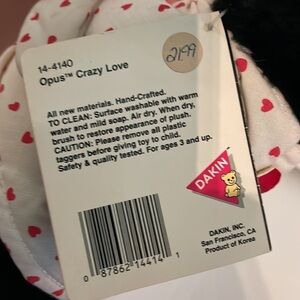 21.99
14-4140
Opus™ Crazy Love
All new materials. Hand-Crafted.
TO CLEAN: Surface washable with warm
water and mild soap. Air dry. When dry,
brush to restore appearance of plush.
CAUTION: Please remove all plastic
taggers before giving toy to child.
Safety & quality tested. For ages 3 and up.
DAKIN
DAKIN, INC.
San Francisco, CA
Product of Korea
0 87862 14414 1